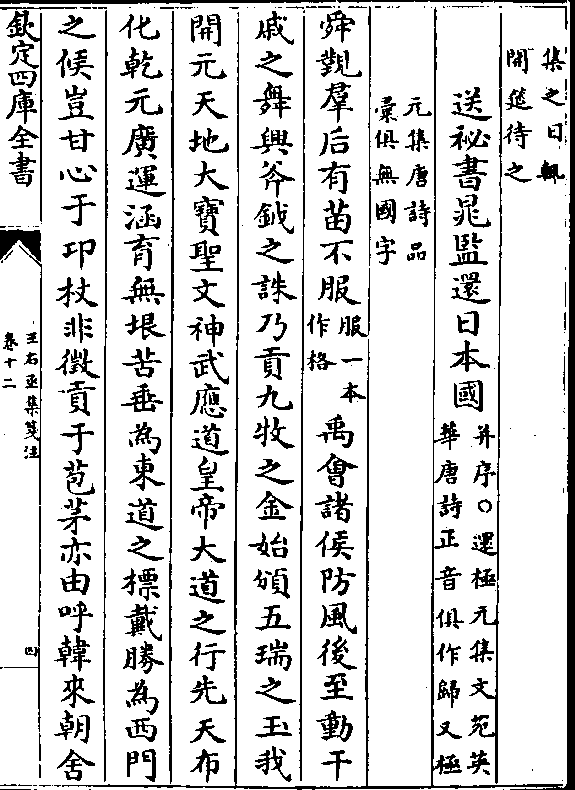 集之日輒
開筵待之
送祕書晁監還日本國
并序○還極元集文苑英
華唐詩正音俱作歸又極
元集唐詩品
彚俱無國字
舜覲羣后有苗不服
服一本
作格
禹會諸侯防風後至動干
戚之舞興斧鉞之誅乃貢九牧之金始頒五瑞之玉我
開元天地大寶聖文神武應道皇帝大道之行先天布
化乾元廣運涵育無垠苦垂為東道之標戴勝為西門
之候豈甘心于卭杖非徵貢于苞茅亦由呼韓來朝舍
欽定四庫全書
王右丞集箋注
卷十二
四